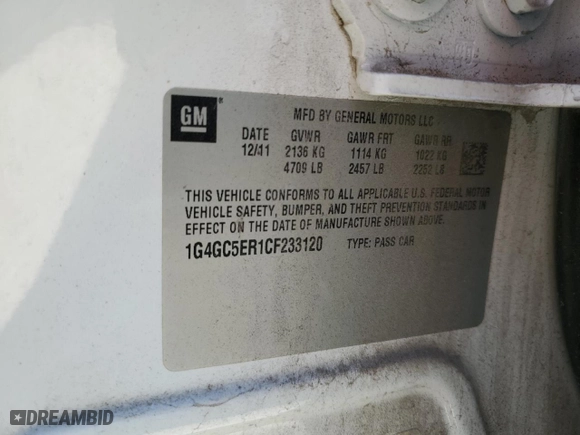 GM®
MFD BY GENERAL MOTORS LLC
DATE GVWR GAWR FRT GAWR RR
12/11 2136 KG 1114 KG 1022 KG
4709 LB 2457 LB 2252 LB
THIS VEHICLE CONFORMS TO ALL APPLICABLE U.S. FEDERAL MOTOR
VEHICLE SAFETY, BUMPER, AND THEFT PREVENTION STANDARDS IN
EFFECT ON THE DATE OF MANUFACTURE SHOWN ABOVE.
1G4GC5ER1CF233120 TYPE: PASS CAR
DREAMBID